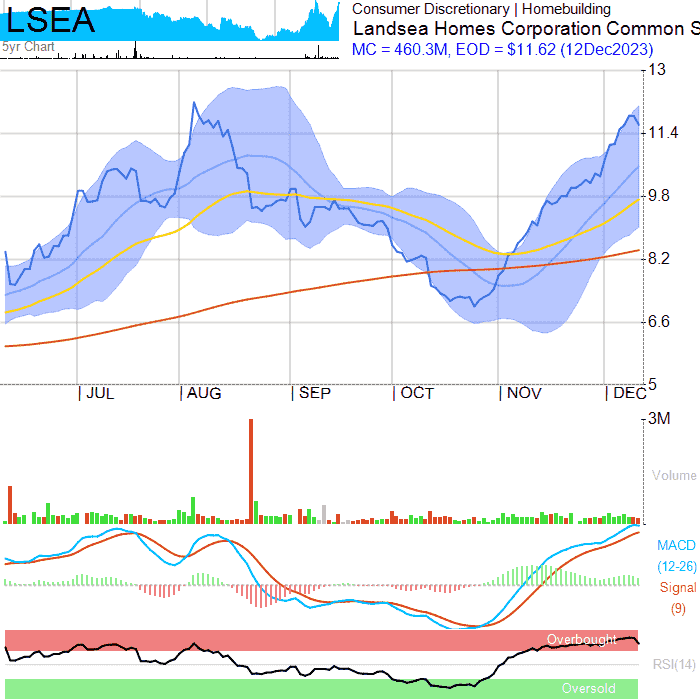 LSEA
5yr Chart
Consumer Discretionary | Homebuilding
Landsea Homes Corporation Common S
MC = 460.3M, EOD = $11.62 (12Dec2023)
13
11.4
9.8
8.2
6.6
5
JUL AUG SEP OCT NOV DEC
3M
Volume
MACD
(12-26)
Signal
(9)
Overbought
RSI(14)
Oversold